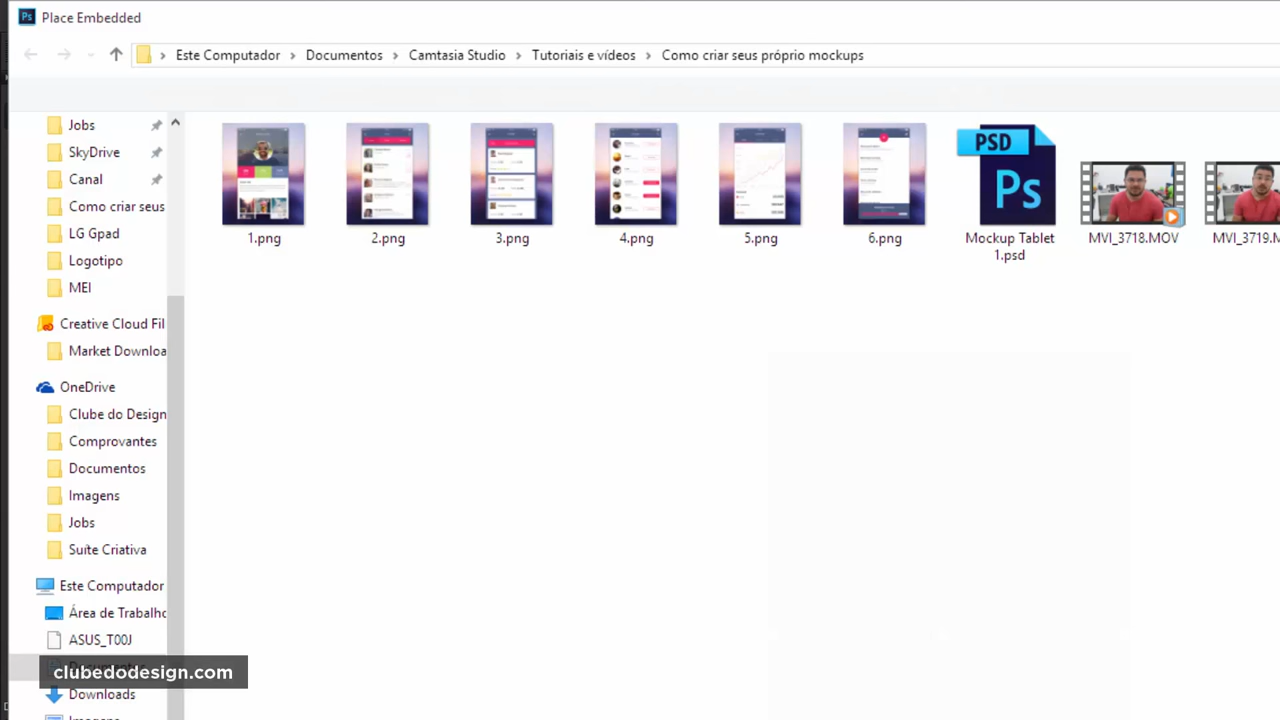 Place Embedded
Este Computador > Documentos > Camtasia Studio > Tutoriais e vídeos > Como criar seus próprio mockups
Jobs
SkyDrive
Canal
Como criar seus
LG Gpad
Logotipo
MEI
Creative Cloud Fil
Market Downloa
OneDrive
Clube do Design
Comprovantes
Documentos
Imagens
Jobs
Suíte Criativa
Este Computador
Área de Trabalho
ASUS_T00J
clubedodesign.com
Downloads
Imagens
PSD
Ps
1.png
2.png
3.png
4.png
5.png
6.png
Mockup Tablet
1.psd
MVI_3718.MOV
MVI_3719.M